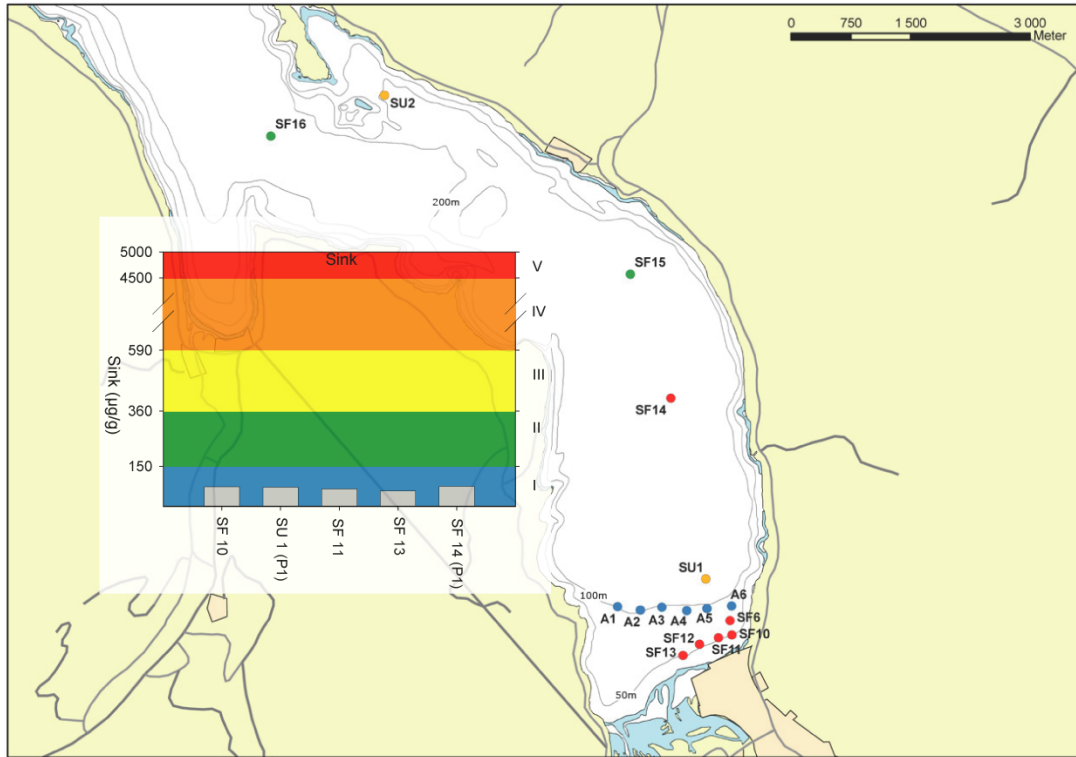 0 750 1 500 3 000
Meter
SU2
SF16
200m
SF15
SF14
SU1
100m
A1 A2 A3 A4 A5 A6
SF6
SF10
SF12
SF11
SF13
50m
Sink
5000
4500
590
360
150
Sink (µg/g)
V
IV
III
II
I
SF 10
SU 1 (P1)
SF 11
SF 13
SF 14 (P1)